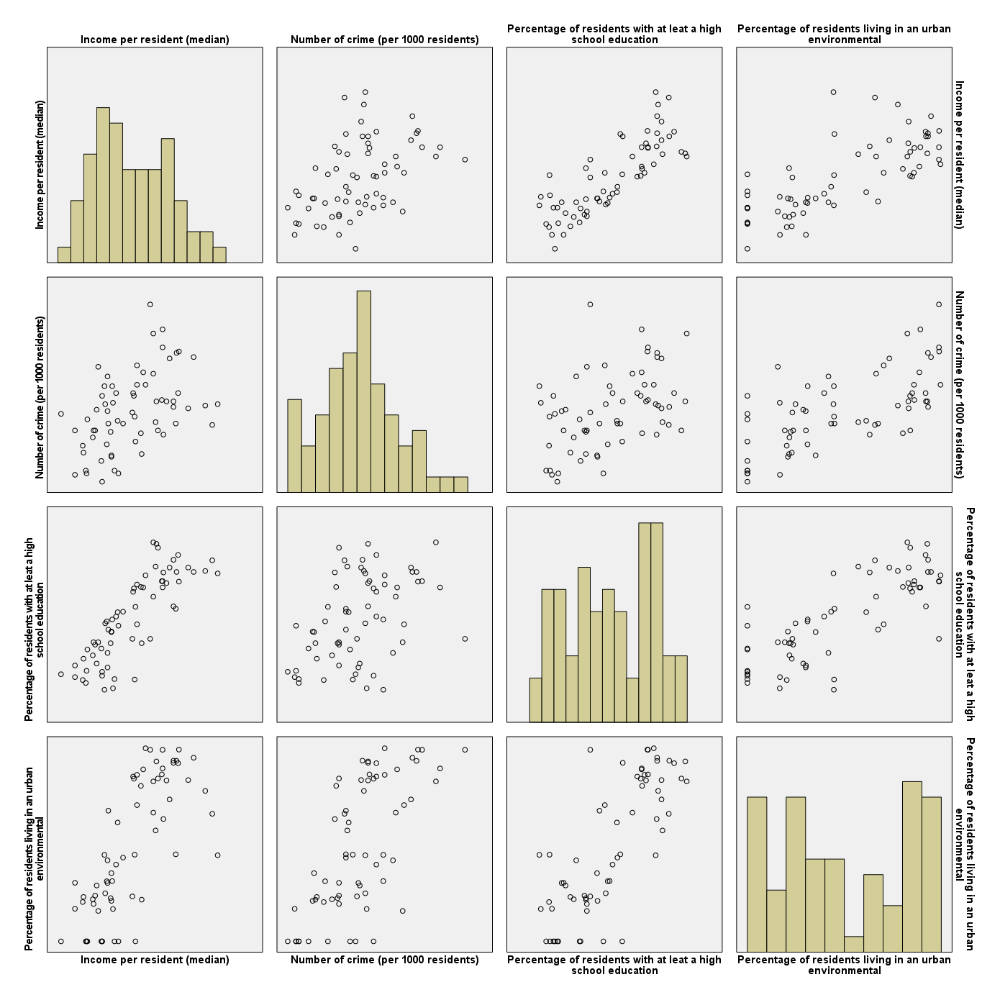 Income per resident (median)
Number of crime (per 1000 residents)
Percentage of residents with at leat a high
school education
Percentage of residents living in an urban
environmental
Income per resident (median)
Income per resident (median)
Number of crime (per 1000 residents)
Number of crime (per 1000 residents)
Percentage of residents with at leat a high
school education
Percentage of residents with at leat a high
school education
Percentage of residents living in an urban
environmental
Percentage of residents living in an urban
environmental
Income per resident (median)
Number of crime (per 1000 residents)
Percentage of residents with at leat a high
school education
Percentage of residents living in an urban
environmental